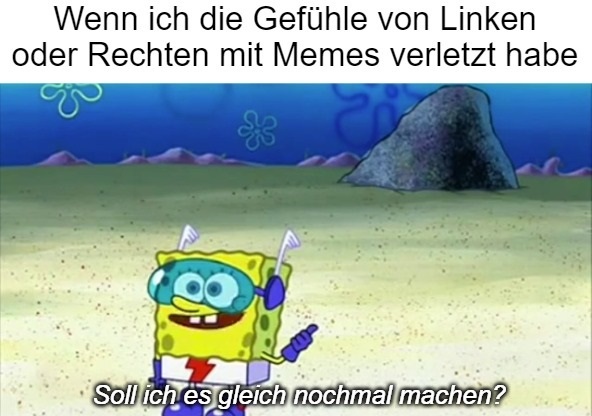 Wenn ich die Gefühle von Linken
oder Rechten mit Memes verletzt habe
Soll ich es gleich nochmal machen?